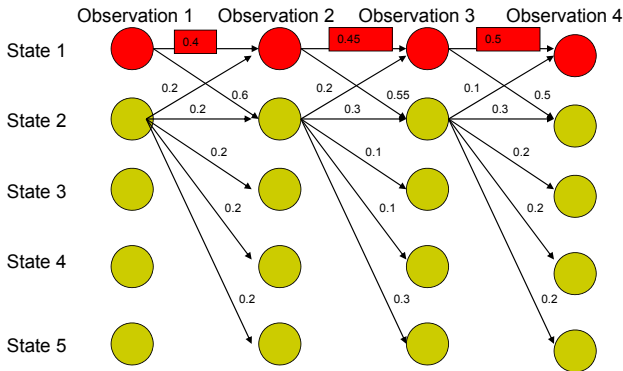 Observation 1 Observation 2 Observation 3 Observation 4
State 1
0.4 0.45 0.5
0.2 0.6 0.2 0.55 0.1 0.5
State 2
0.2 0.3 0.3
0.2 0.1 0.2
State 3
0.2 0.1 0.2
State 4
0.2 0.3 0.2
State 5